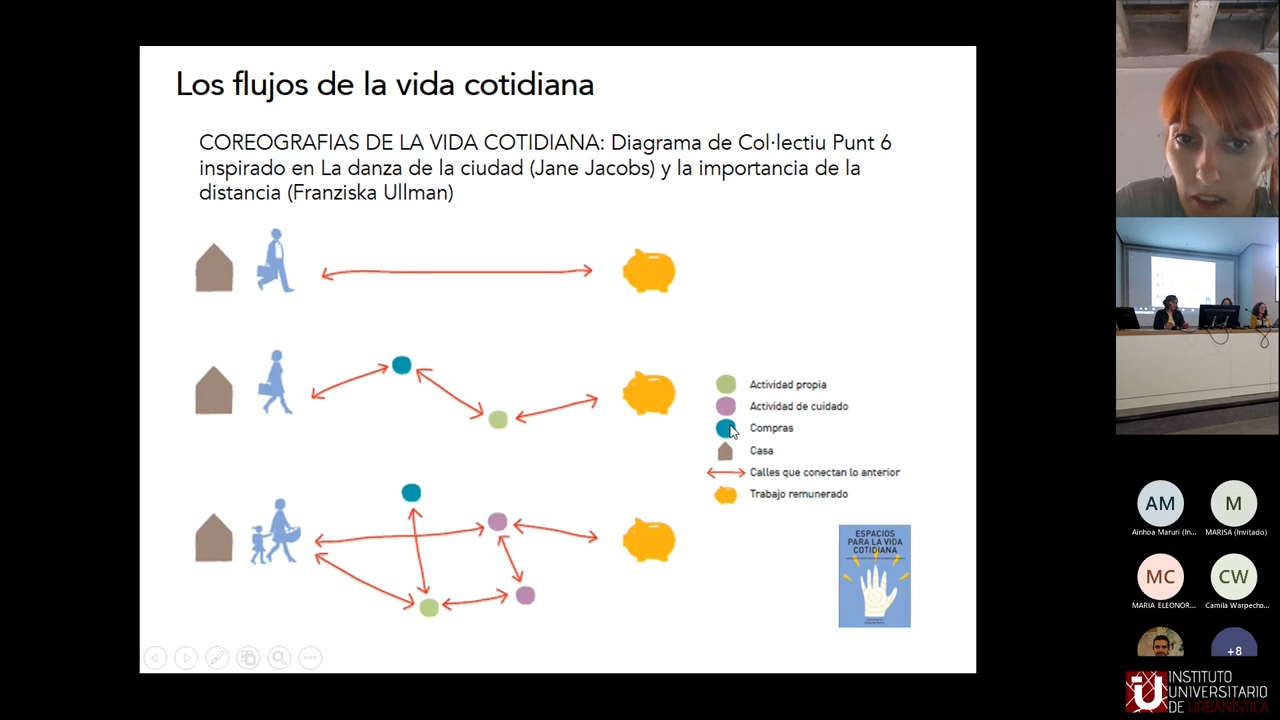 Los flujos de la vida cotidiana
COREOGRAFIAS DE LA VIDA COTIDIANA: Diagrama de Col·lectiu Punt 6
inspirado en La danza de la ciudad (Jane Jacobs) y la importancia de la
distancia (Franziska Ullman)
Actividad propia
Actividad de cuidado
Compras
Casa
Calles que conectan lo anterior
Trabajo remunerado
ESPACIOS
PARA LA VIDA
COTIDIANA
AM
Ainhoa Maruri (In...
M
MARISA (Invitado)
MC
MARIA ELEONOR...
CW
Camila Warpecho...
+8
INSTITUTO
UNIVERSITARIO
DE URBANÍSTICA